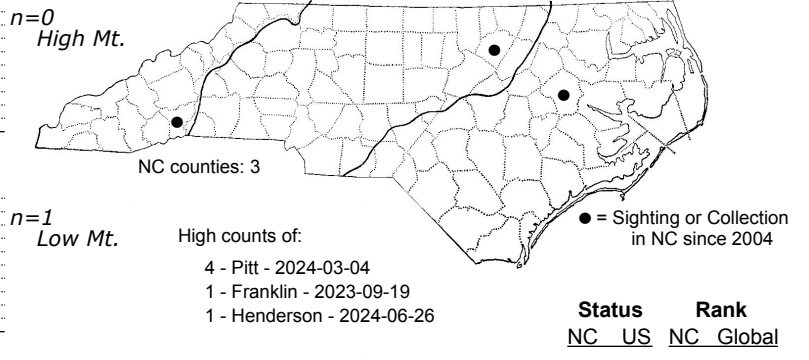 n=0
High Mt.
NC counties: 3
n=1
Low Mt.
High counts of:
4 - Pitt - 2024-03-04
1 - Franklin - 2023-09-19
1 - Henderson - 2024-06-26
● = Sighting or Collection
in NC since 2004
Status Rank
NC US NC Global